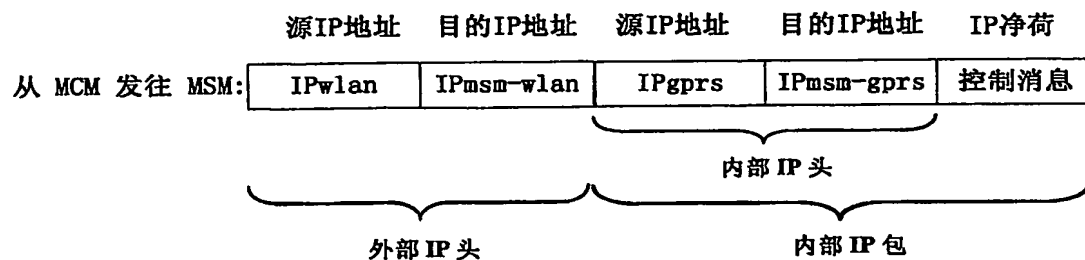 源IP地址 目的IP地址 源IP地址 目的IP地址 IP净荷
从 MCM 发往 MSM: IPwlan IPmsm-wlan IPgprs IPmsm-gprs 控制消息
内部 IP 头
外部 IP 头 内部 IP 包